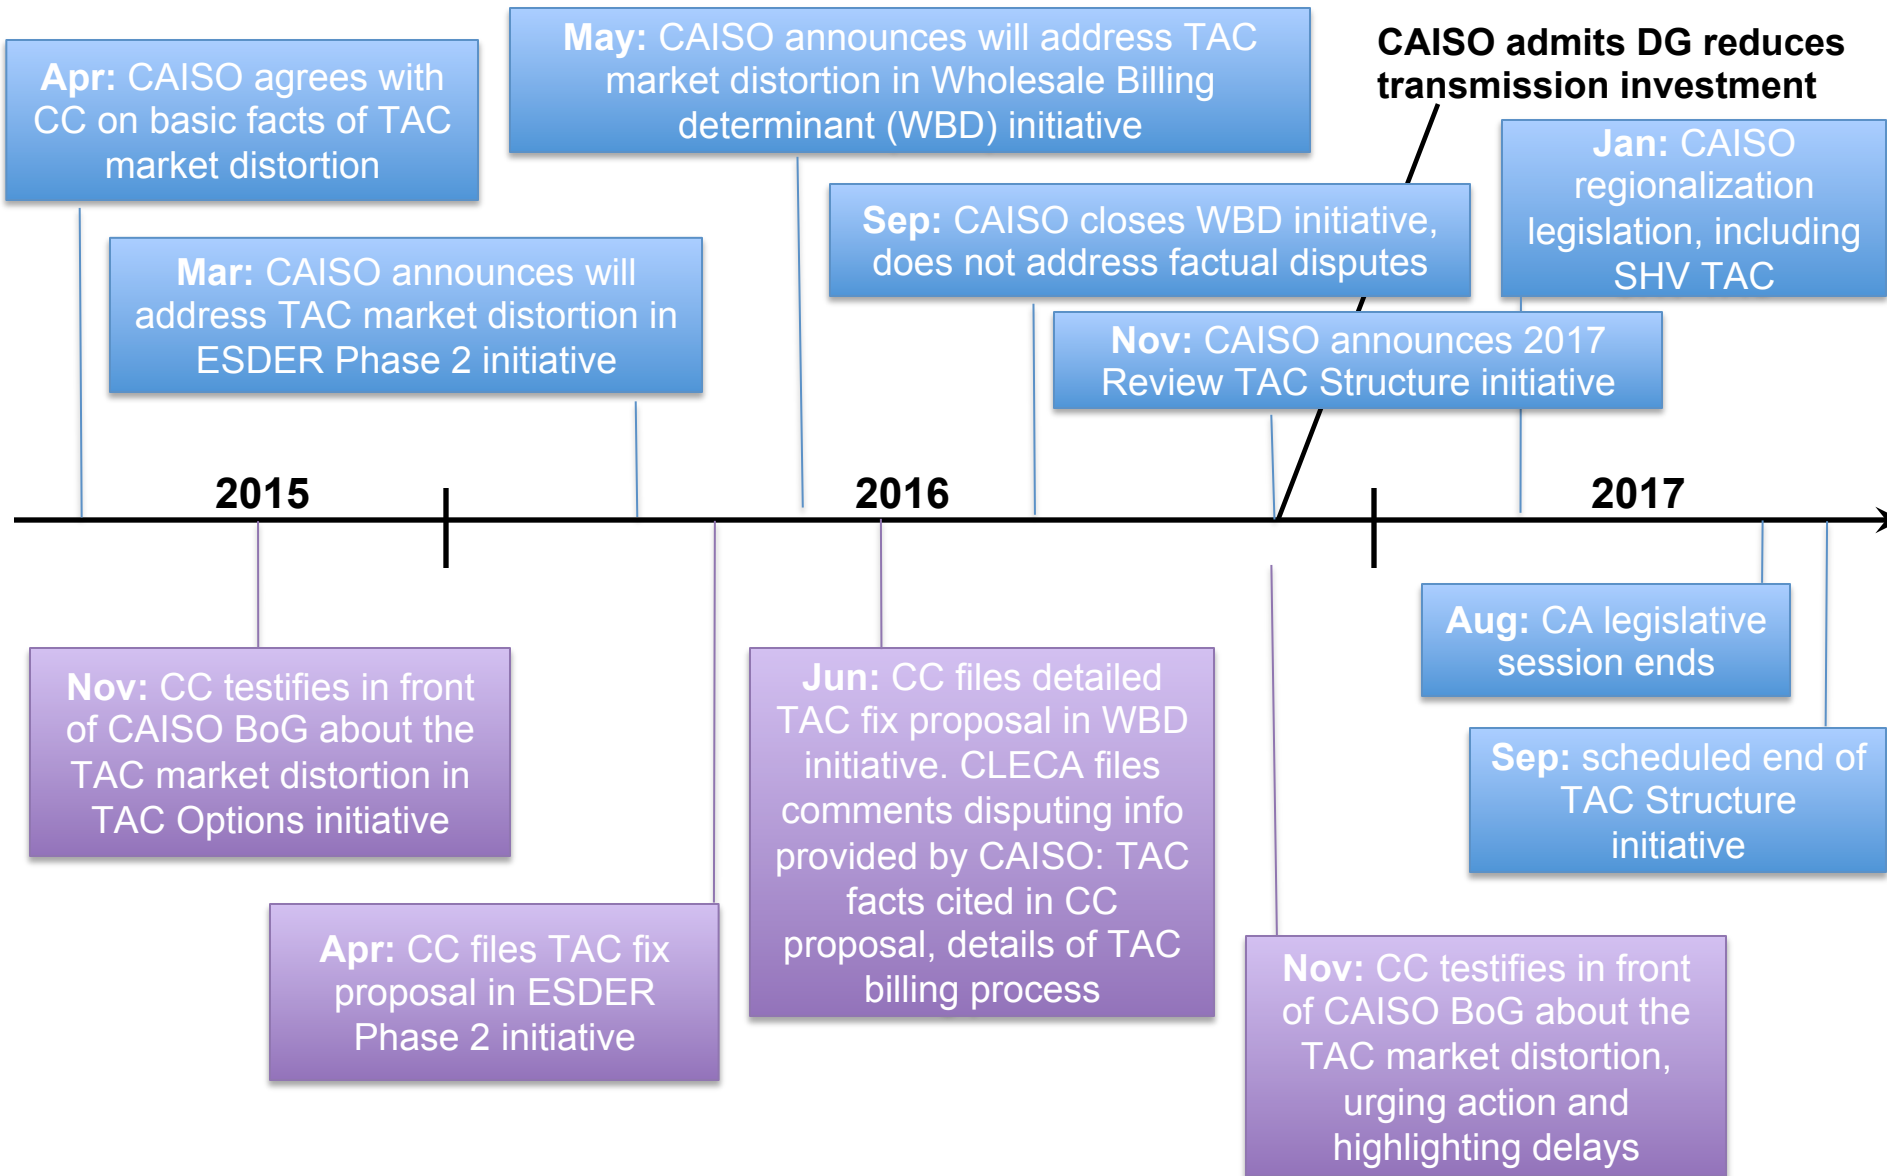 Apr: CAISO agrees with
CC on basic facts of TAC
market distortion
May: CAISO announces will address TAC
market distortion in Wholesale Billing
determinant (WBD) initiative
CAISO admits DG reduces
transmission investment
Jan: CAISO
regionalization
legislation, including
SHV TAC
Mar: CAISO announces will
address TAC market distortion in
ESDER Phase 2 initiative
Sep: CAISO closes WBD initiative,
does not address factual disputes
Nov: CAISO announces 2017
Review TAC Structure initiative
2015
2016
2017
Nov: CC testifies in front
of CAISO BoG about the
TAC market distortion in
TAC Options initiative
Apr: CC files TAC fix
proposal in ESDER
Phase 2 initiative
Jun: CC files detailed
TAC fix proposal in WBD
initiative. CLECA files
comments disputing info
provided by CAISO: TAC
facts cited in CC
proposal, details of TAC
billing process
Aug: CA legislative
session ends
Sep: scheduled end of
TAC Structure
initiative
Nov: CC testifies in front
of CAISO BoG about the
TAC market distortion,
urging action and
highlighting delays